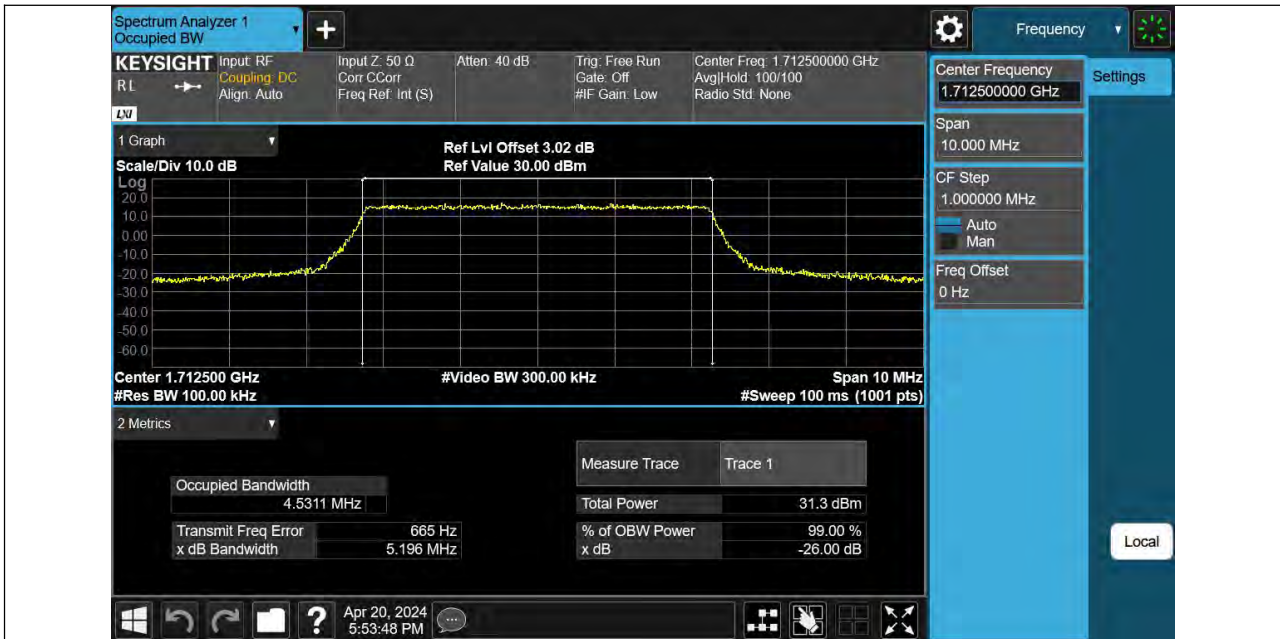 Spectrum Analyzer 1
Occupied BW
+
Frequency
KEYSIGHT
RL
LXI
Input: RF
Coupling: DC
Align: Auto
Input Z: 50 Ω
Corr CCorr
Freq Ref: Int (S)
Atten: 40 dB
Trig: Free Run
Gate: Off
#IF Gain: Low
Center Freq: 1.712500000 GHz
Avg|Hold: 100/100
Radio Std: None
Center Frequency
1.712500000 GHz
Settings
Span
10.000 MHz
CF Step
1.000000 MHz
Auto
Man
Freq Offset
0 Hz
Local
1 Graph
Scale/Div 10.0 dB
Ref Lvl Offset 3.02 dB
Ref Value 30.00 dBm
Log
20.0
10.0
0.00
-10.0
-20.0
-30.0
-40.0
-50.0
-60.0
Center 1.712500 GHz
#Res BW 100.00 kHz
#Video BW 300.00 kHz
Span 10 MHz
#Sweep 100 ms (1001 pts)
2 Metrics
Measure Trace Trace 1
Occupied Bandwidth
4.5311 MHz
Total Power 31.3 dBm
Transmit Freq Error 665 Hz
% of OBW Power 99.00 %
x dB Bandwidth 5.196 MHz
x dB -26.00 dB
?
Apr 20, 2024
5:53:48 PM